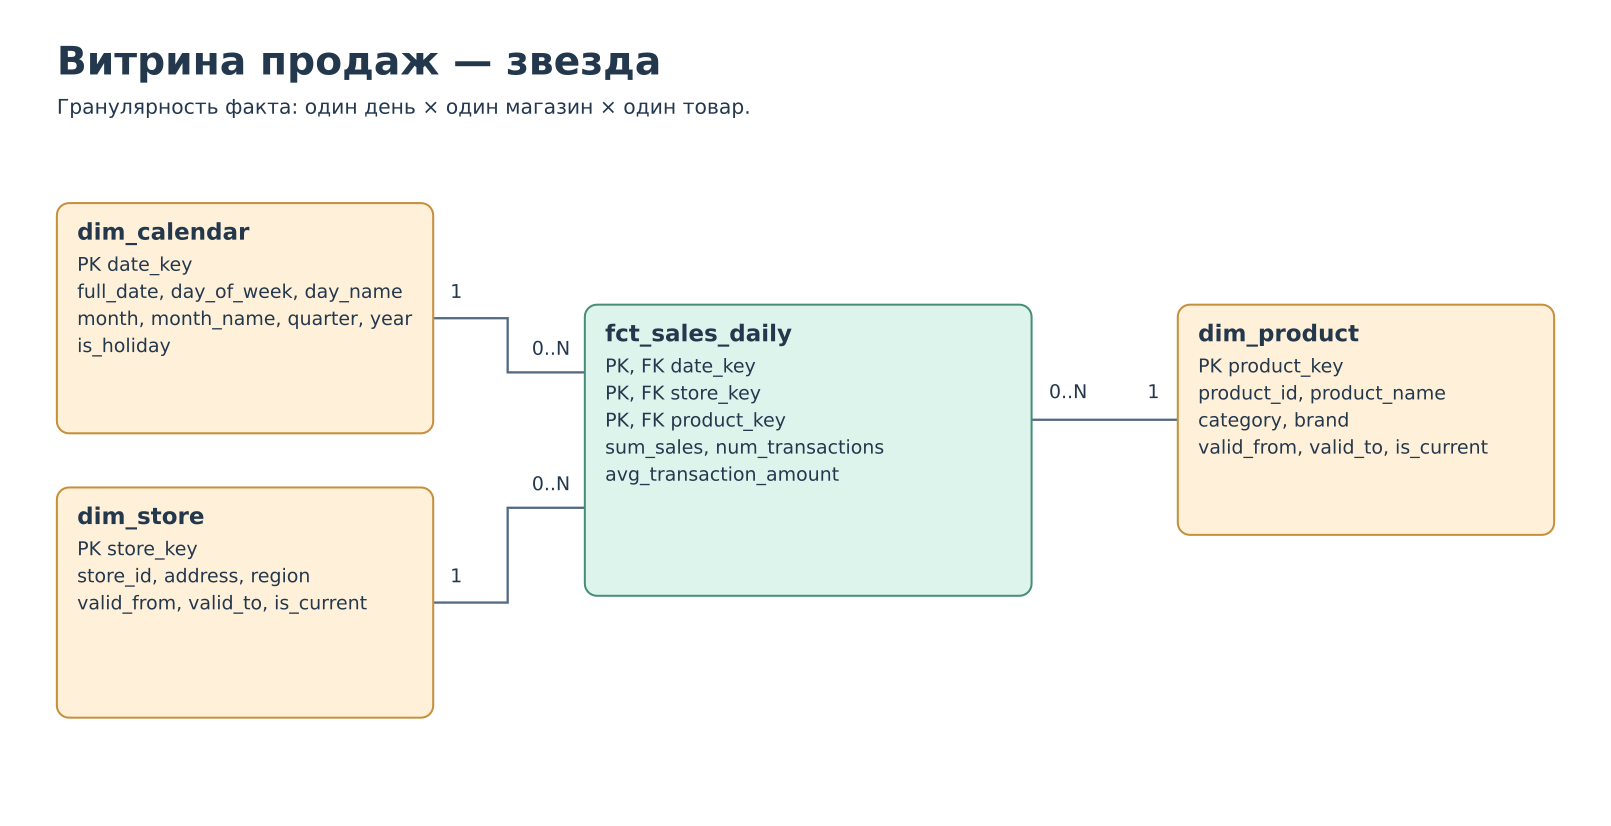 Витрина продаж — звезда
Гранулярность факта: один день × один магазин × один товар.
dim_calendar
PK date_key
full_date, day_of_week, day_name
month, month_name, quarter, year
is_holiday
1
0..N
dim_store
PK store_key
store_id, address, region
valid_from, valid_to, is_current
1
0..N
fct_sales_daily
PK, FK date_key
PK, FK store_key
PK, FK product_key
sum_sales, num_transactions
avg_transaction_amount
0..N
1
dim_product
PK product_key
product_id, product_name
category, brand
valid_from, valid_to, is_current